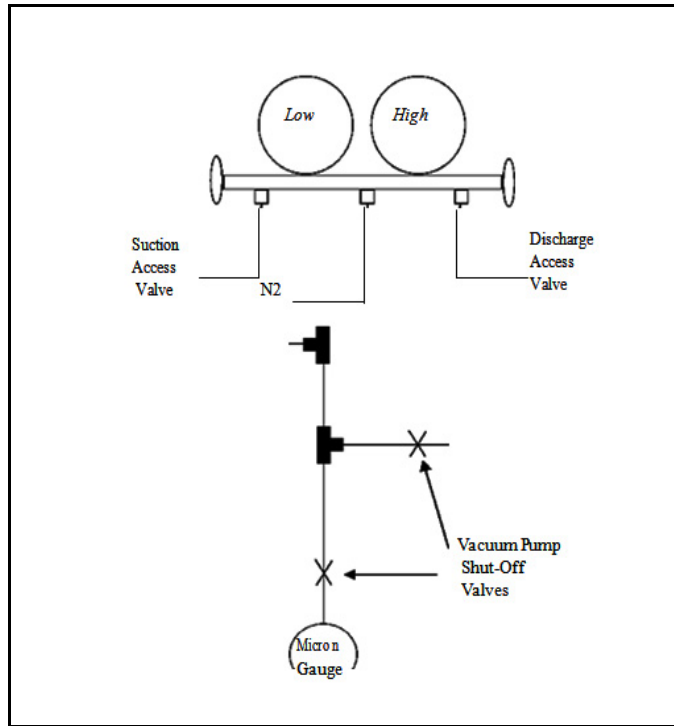 Low
High
Suction
Access
Valve
N2
Discharge
Access
Valve
Vacuum Pump
Shut-Off
Valves
Micron
Gauge